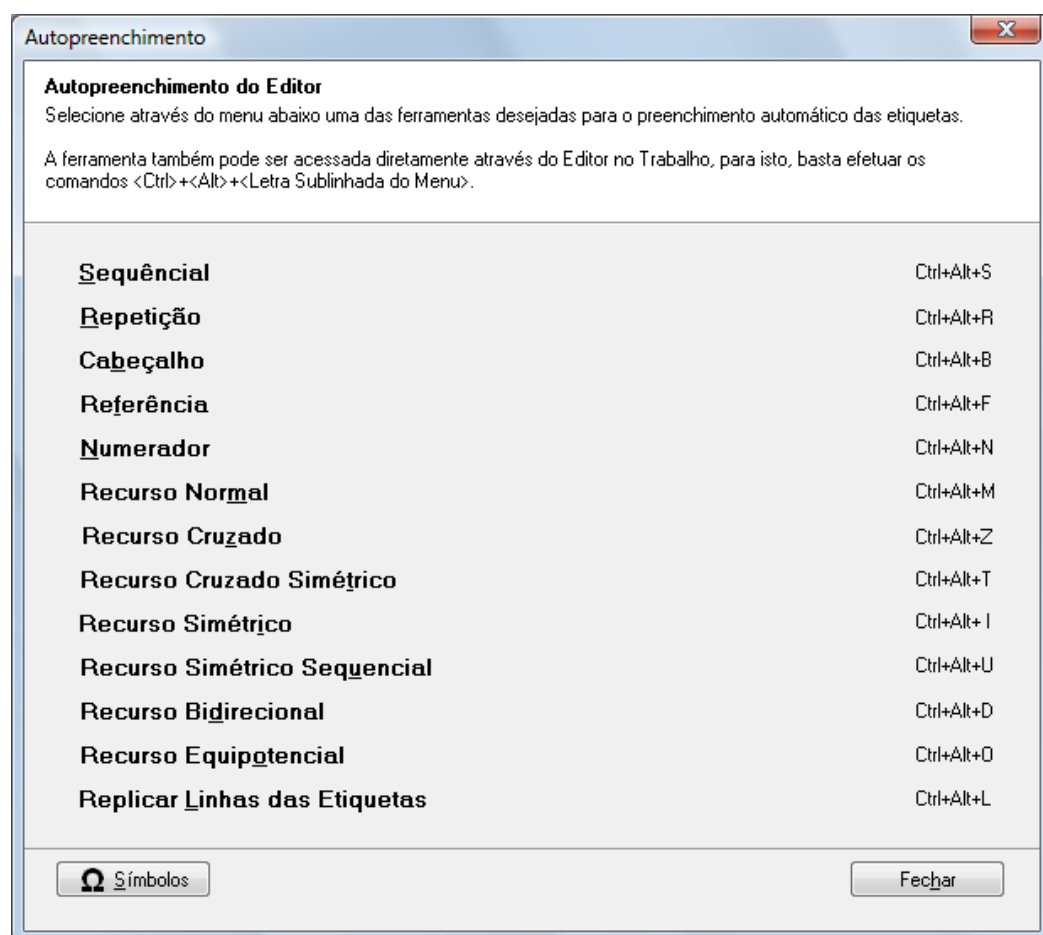 Autopreenchimento
Autopreenchimento do Editor
Selecione através do menu abaixo uma das ferramentas desejadas para o preenchimento automático das etiquetas.
A ferramenta também pode ser acessada diretamente através do Editor no Trabalho, para isto, basta efetuar os
comandos <Ctrl>+<Alt>+<Letra Sublinhada do Menu>.
Sequêncial Ctrl+Alt+S
Repetição Ctrl+Alt+R
Cabeçalho Ctrl+Alt+B
Referência Ctrl+Alt+F
Numerador Ctrl+Alt+N
Recurso Normal Ctrl+Alt+M
Recurso Cruzado Ctrl+Alt+Z
Recurso Cruzado Simétrico Ctrl+Alt+T
Recurso Simétrico Ctrl+Alt+ I
Recurso Simétrico Sequencial Ctrl+Alt+U
Recurso Bidirecional Ctrl+Alt+D
Recurso Equipotencial Ctrl+Alt+O
Replicar Linhas das Etiquetas Ctrl+Alt+L
Ω Símbolos Fechar